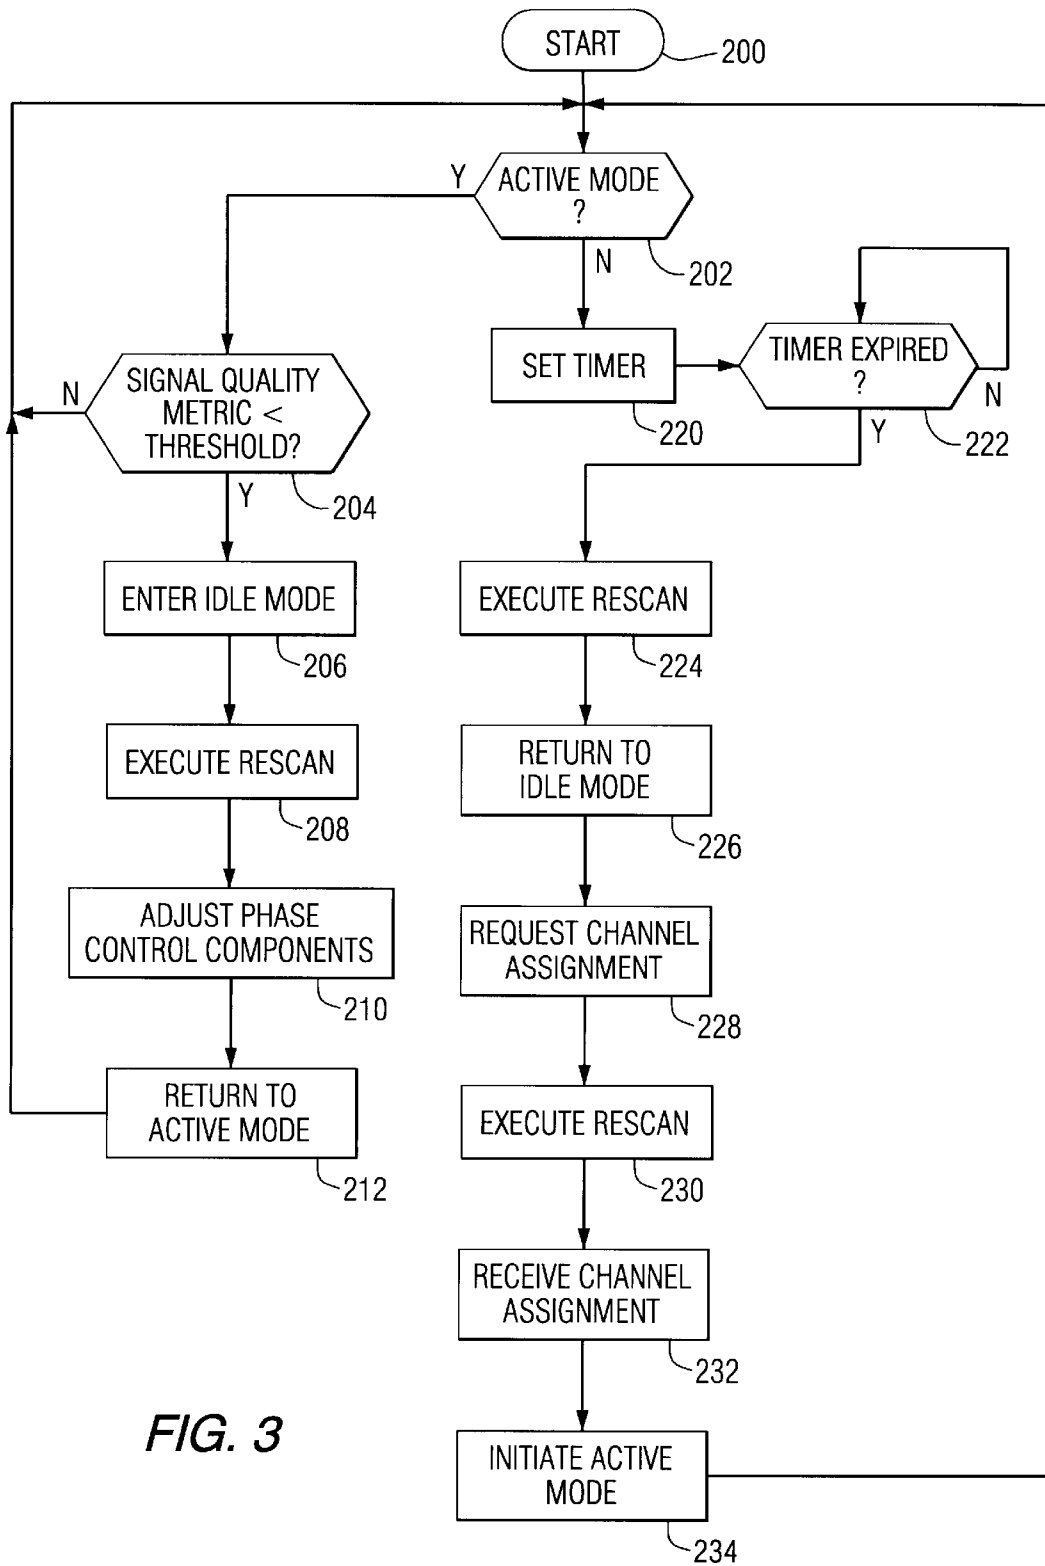 START
200
Y
ACTIVE MODE
?
202
N
SET TIMER
220
TIMER EXPIRED
?
N
222
Y
N
SIGNAL QUALITY
METRIC <
THRESHOLD?
204
Y
ENTER IDLE MODE
206
EXECUTE RESCAN
208
ADJUST PHASE
CONTROL COMPONENTS
210
RETURN TO
ACTIVE MODE
212
EXECUTE RESCAN
224
RETURN TO
IDLE MODE
226
REQUEST CHANNEL
ASSIGNMENT
228
EXECUTE RESCAN
230
RECEIVE CHANNEL
ASSIGNMENT
232
INITIATE ACTIVE
MODE
234
FIG. 3